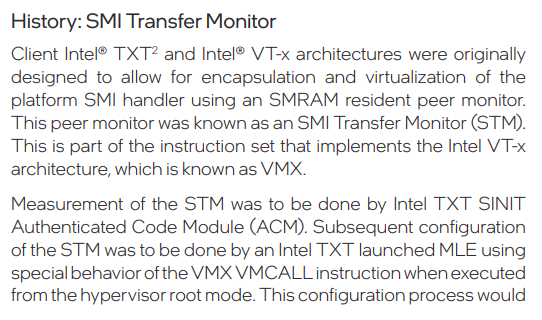 History: SMI Transfer Monitor
Client Intel® TXT² and Intel® VT-x architectures were originally
designed to allow for encapsulation and virtualization of the
platform SMI handler using an SMRAM resident peer monitor.
This peer monitor was known as an SMI Transfer Monitor (STM).
This is part of the instruction set that implements the Intel VT-x
architecture, which is known as VMX.
Measurement of the STM was to be done by Intel TXT SINIT
Authenticated Code Module (ACM). Subsequent configuration
of the STM was to be done by an Intel TXT launched MLE using
special behavior of the VMX VMCALL instruction when executed
from the hypervisor root mode. This configuration process would